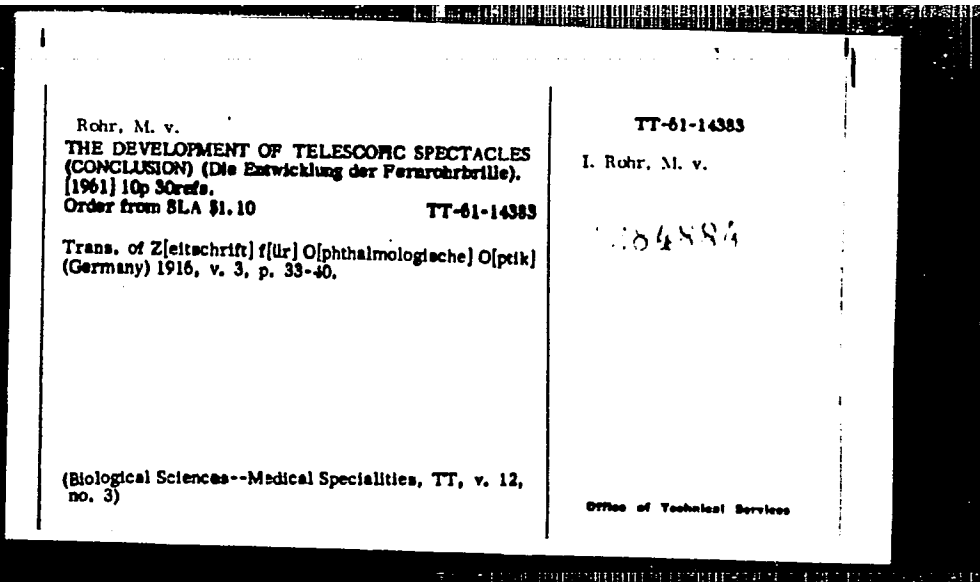 Rohr, M. v.
THE DEVELOPMENT OF TELESCOPIC SPECTACLES
(CONCLUSION) (Die Entwicklung der Fernrohrbrille).
[1961] 10p 30refs.
Order from SLA $1.10 TT-61-14383
Trans. of Z[eitschrift] f[ür] O[phthalmologische] O[ptik]
(Germany) 1916, v. 3, p. 33-40.
(Biological Sciences--Medical Specialities, TT, v. 12,
no. 3)
TT-61-14383
I. Rohr, M. v.
Office of Technical Services